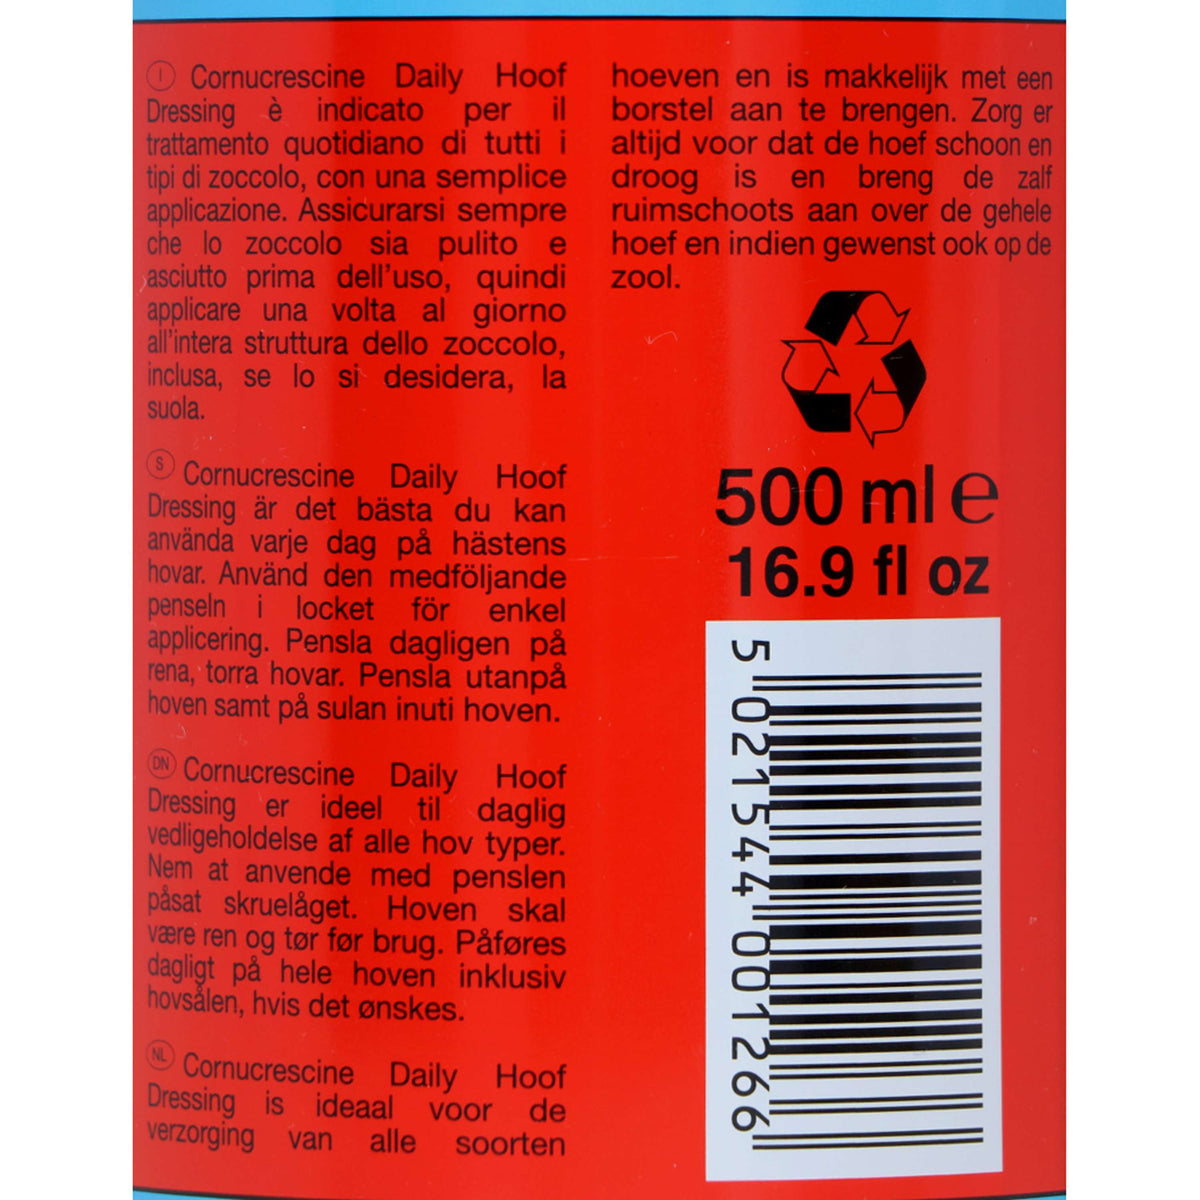 I Cornucrescine Daily Hoof
Dressing è indicato per il
trattamento quotidiano di tutti i
tipi di zoccolo, con una semplice
applicazione. Assicurarsi sempre
che lo zoccolo sia pulito e
asciutto prima dell'uso, quindi
applicare una volta al giorno
all'intera struttura dello zoccolo,
inclusa, se lo si desidera, la
suola.
S Cornucrescine Daily Hoof
Dressing är det bästa du kan
använda varje dag på hästens
hovar. Använd den medföljande
penseln i locket för enkel
applicering. Pensla dagligen på
rena, torra hovar. Pensla utanpå
hoven samt på sulan inuti hoven.
DN Cornucrescine Daily Hoof
Dressing er ideel til daglig
vedligeholdelse af alle hov typer.
Nem at anvende med penslen
påsat skruelåget. Hoven skal
være ren og tør før brug. Påføres
dagligt på hele hoven inklusiv
hovsålen, hvis det ønskes.
NL Cornucrescine Daily Hoof
Dressing is ideaal voor de
verzorging van alle soorten
hoeven en is makkelijk met een
borstel aan te brengen. Zorg er
altijd voor dat de hoef schoon en
droog is en breng de zalf
ruimschoots aan over de gehele
hoef en indien gewenst ook op de
zool.
500 ml e
16.9 fl oz
5 021544 001266